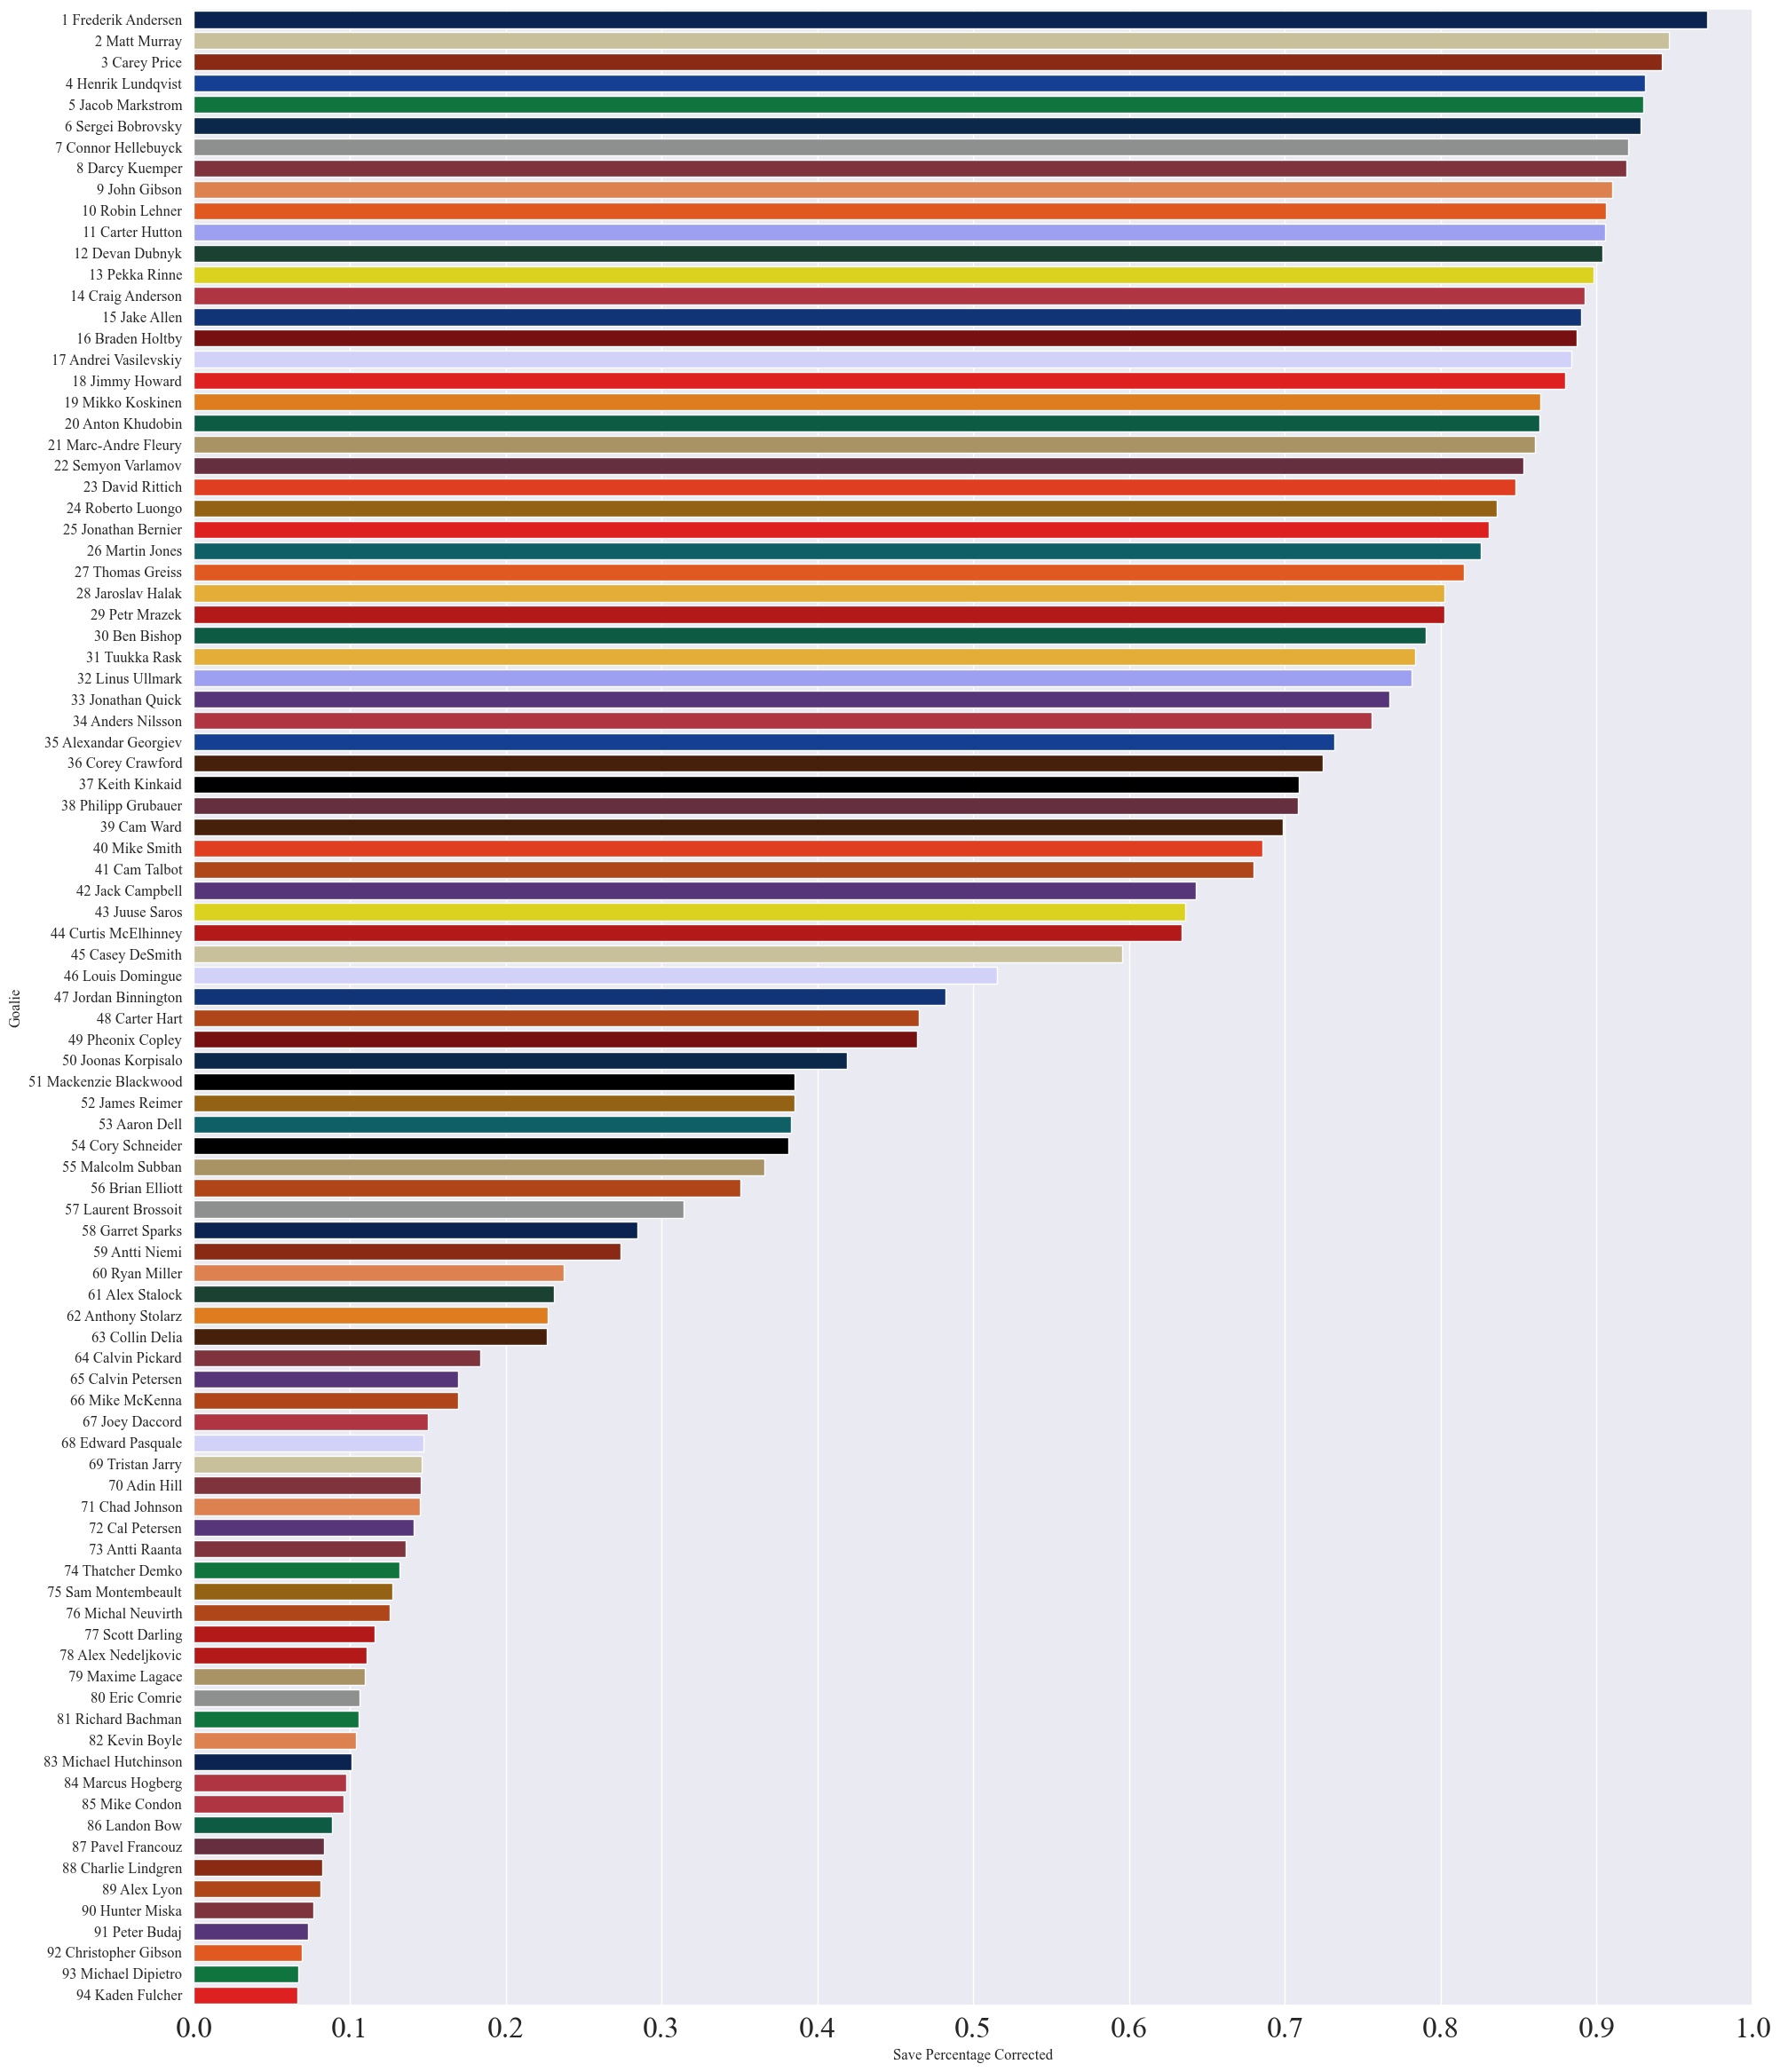 1 Frederik Andersen
2 Matt Murray
3 Carey Price
4 Henrik Lundqvist
5 Jacob Markstrom
6 Sergei Bobrovsky
7 Connor Hellebuyck
8 Darcy Kuemper
9 John Gibson
10 Robin Lehner
11 Carter Hutton
12 Devan Dubnyk
13 Pekka Rinne
14 Craig Anderson
15 Jake Allen
16 Braden Holtby
17 Andrei Vasilevskiy
18 Jimmy Howard
19 Mikko Koskinen
20 Anton Khudobin
21 Marc-Andre Fleury
22 Semyon Varlamov
23 David Rittich
24 Roberto Luongo
25 Jonathan Bernier
26 Martin Jones
27 Thomas Greiss
28 Jaroslav Halak
29 Petr Mrazek
30 Ben Bishop
31 Tuukka Rask
32 Linus Ullmark
33 Jonathan Quick
34 Anders Nilsson
35 Alexandar Georgiev
36 Corey Crawford
37 Keith Kinkaid
38 Philipp Grubauer
39 Cam Ward
40 Mike Smith
41 Cam Talbot
42 Jack Campbell
43 Juuse Saros
44 Curtis McElhinney
45 Casey DeSmith
46 Louis Domingue
47 Jordan Binnington
48 Carter Hart
49 Pheonix Copley
50 Joonas Korpisalo
51 Mackenzie Blackwood
52 James Reimer
53 Aaron Dell
54 Cory Schneider
55 Malcolm Subban
56 Brian Elliott
57 Laurent Brossoit
58 Garret Sparks
59 Antti Niemi
60 Ryan Miller
61 Alex Stalock
62 Anthony Stolarz
63 Collin Delia
64 Calvin Pickard
65 Calvin Petersen
66 Mike McKenna
67 Joey Daccord
68 Edward Pasquale
69 Tristan Jarry
70 Adin Hill
71 Chad Johnson
72 Cal Petersen
73 Antti Raanta
74 Thatcher Demko
75 Sam Montembeault
76 Michal Neuvirth
77 Scott Darling
78 Alex Nedeljkovic
79 Maxime Lagace
80 Eric Comrie
81 Richard Bachman
82 Kevin Boyle
83 Michael Hutchinson
84 Marcus Hogberg
85 Mike Condon
86 Landon Bow
87 Pavel Francouz
88 Charlie Lindgren
89 Alex Lyon
90 Hunter Miska
91 Peter Budaj
92 Christopher Gibson
93 Michael Dipietro
94 Kaden Fulcher
Goalie
0.0 0.1 0.2 0.3 0.4 0.5 0.6 0.7 0.8 0.9 1.0
Save Percentage Corrected